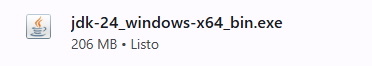 jdk-24_windows-x64_bin.exe
206 MB • Listo